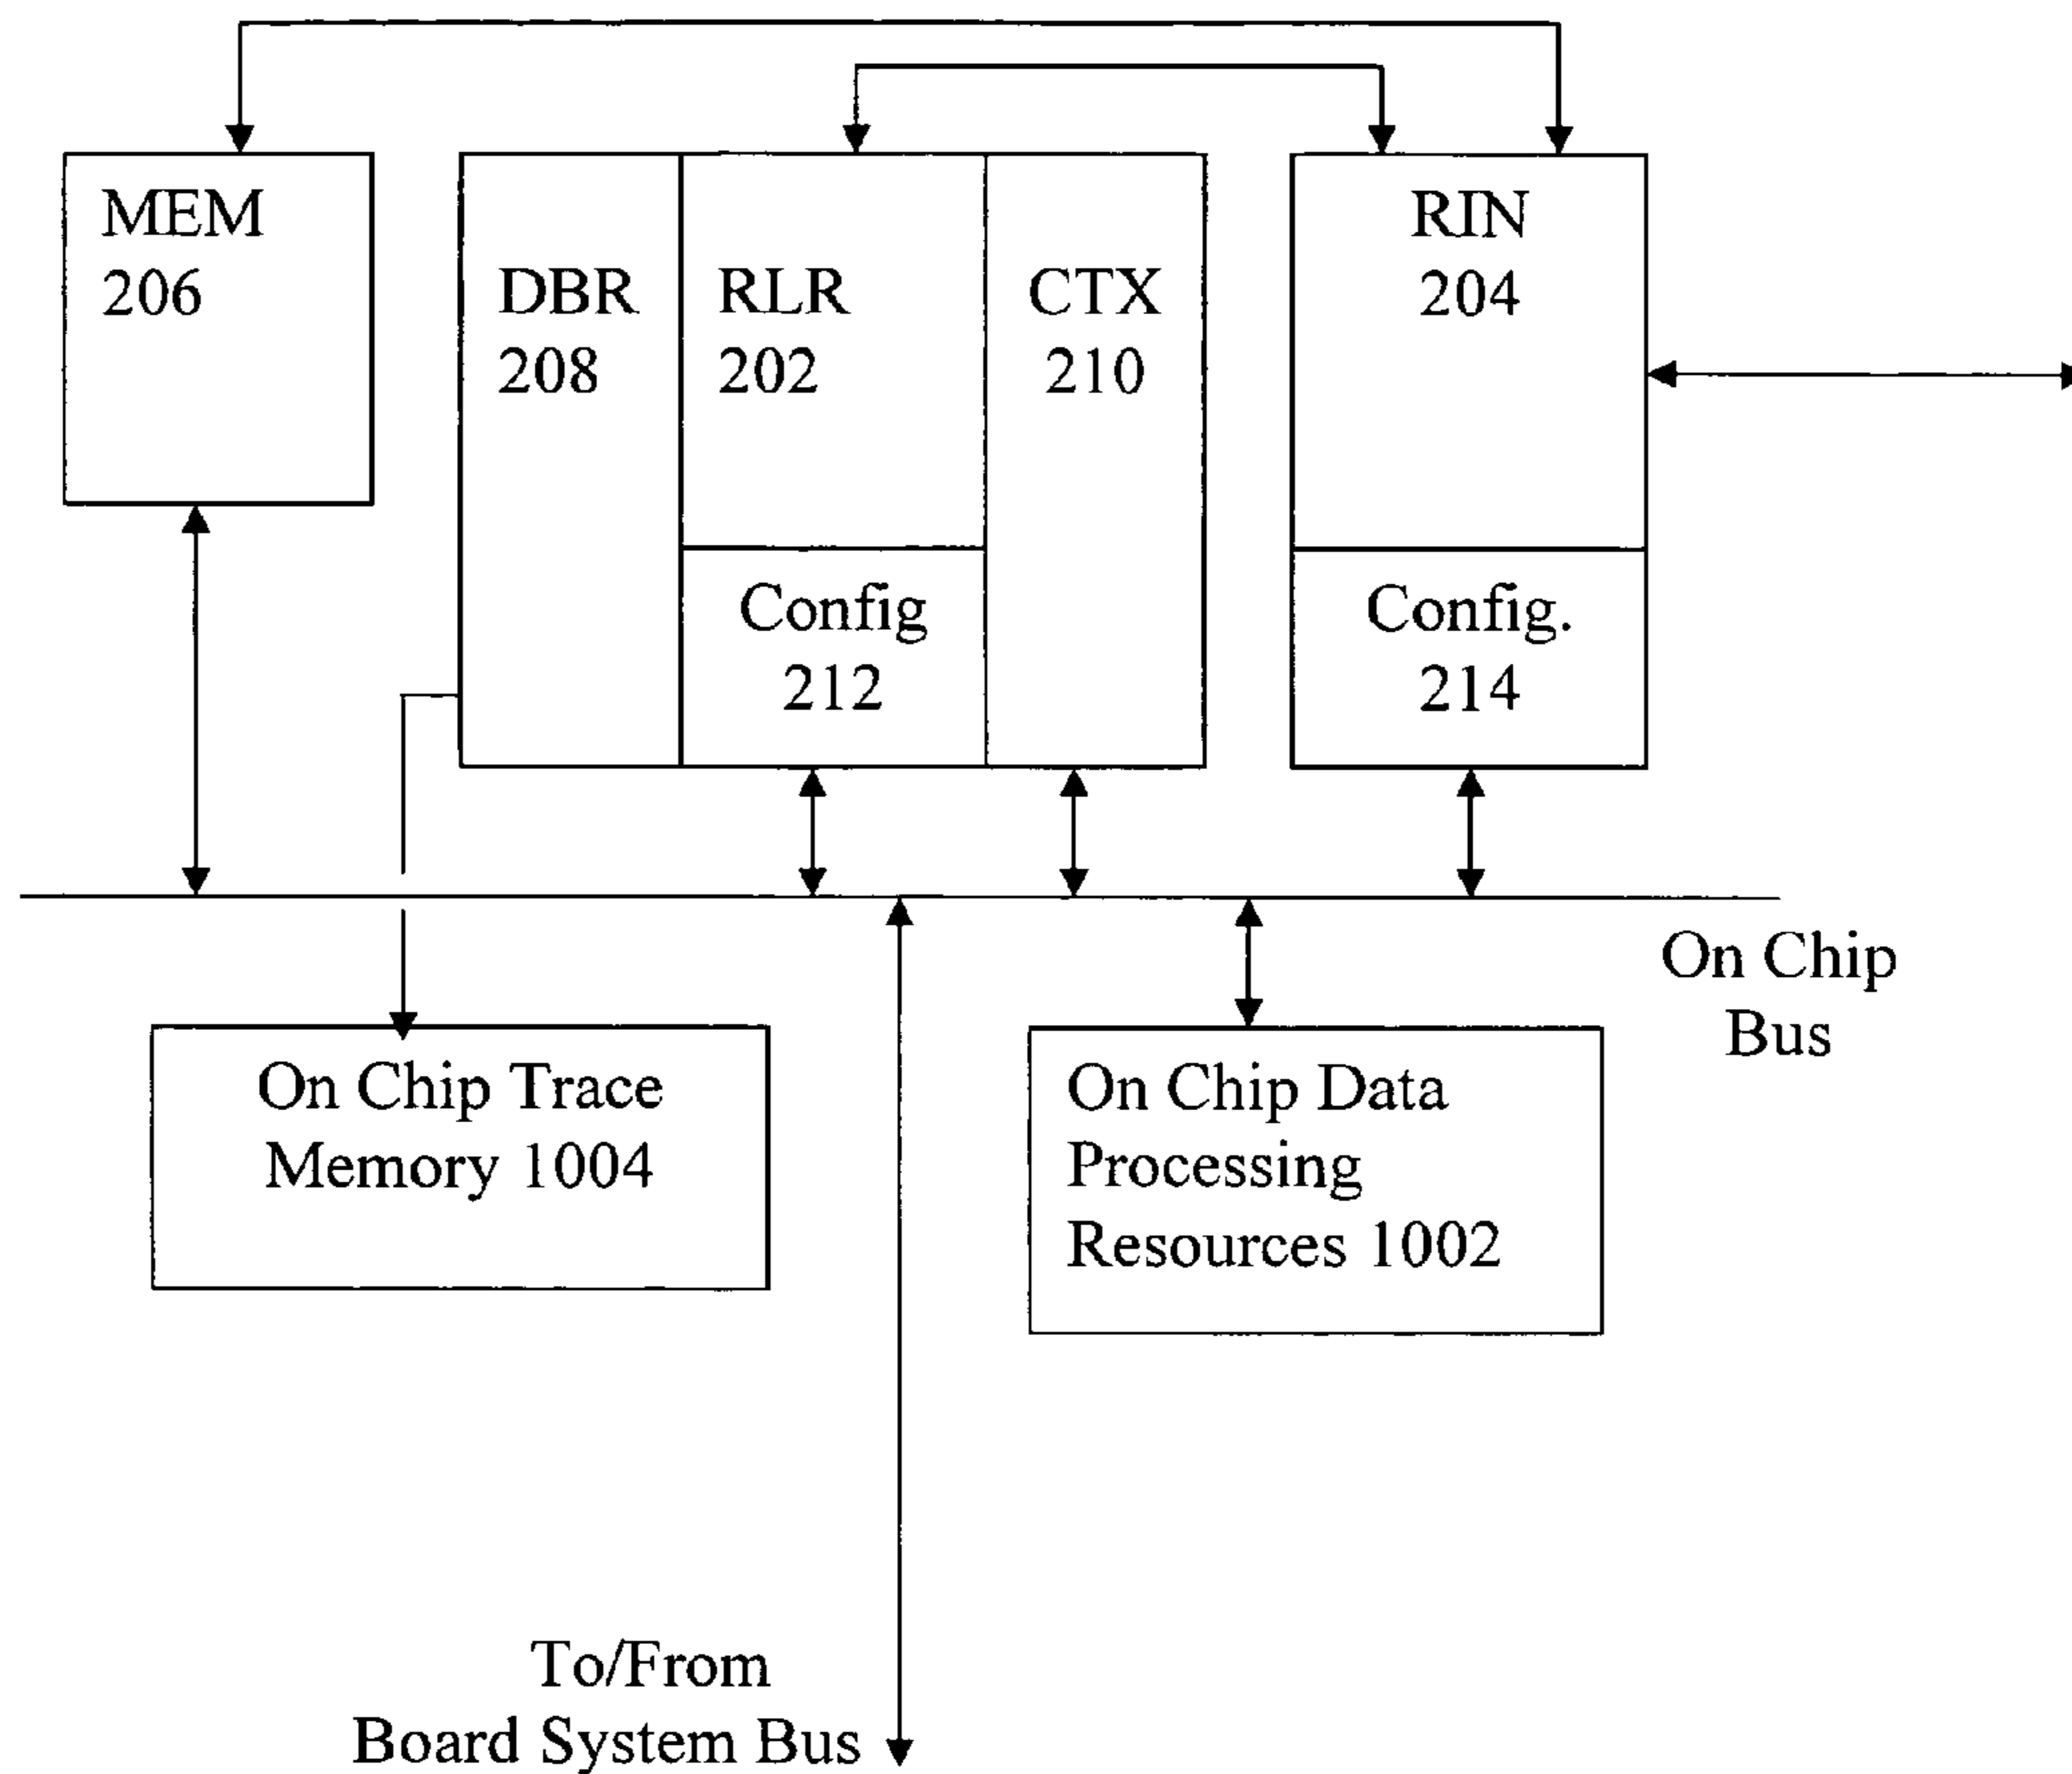 MEM
206
DBR
208
RLR
202
CTX
210
RIN
204
Config
212
Config.
214
On Chip
Bus
On Chip Trace
Memory 1004
On Chip Data
Processing
Resources 1002
To/From
Board System Bus